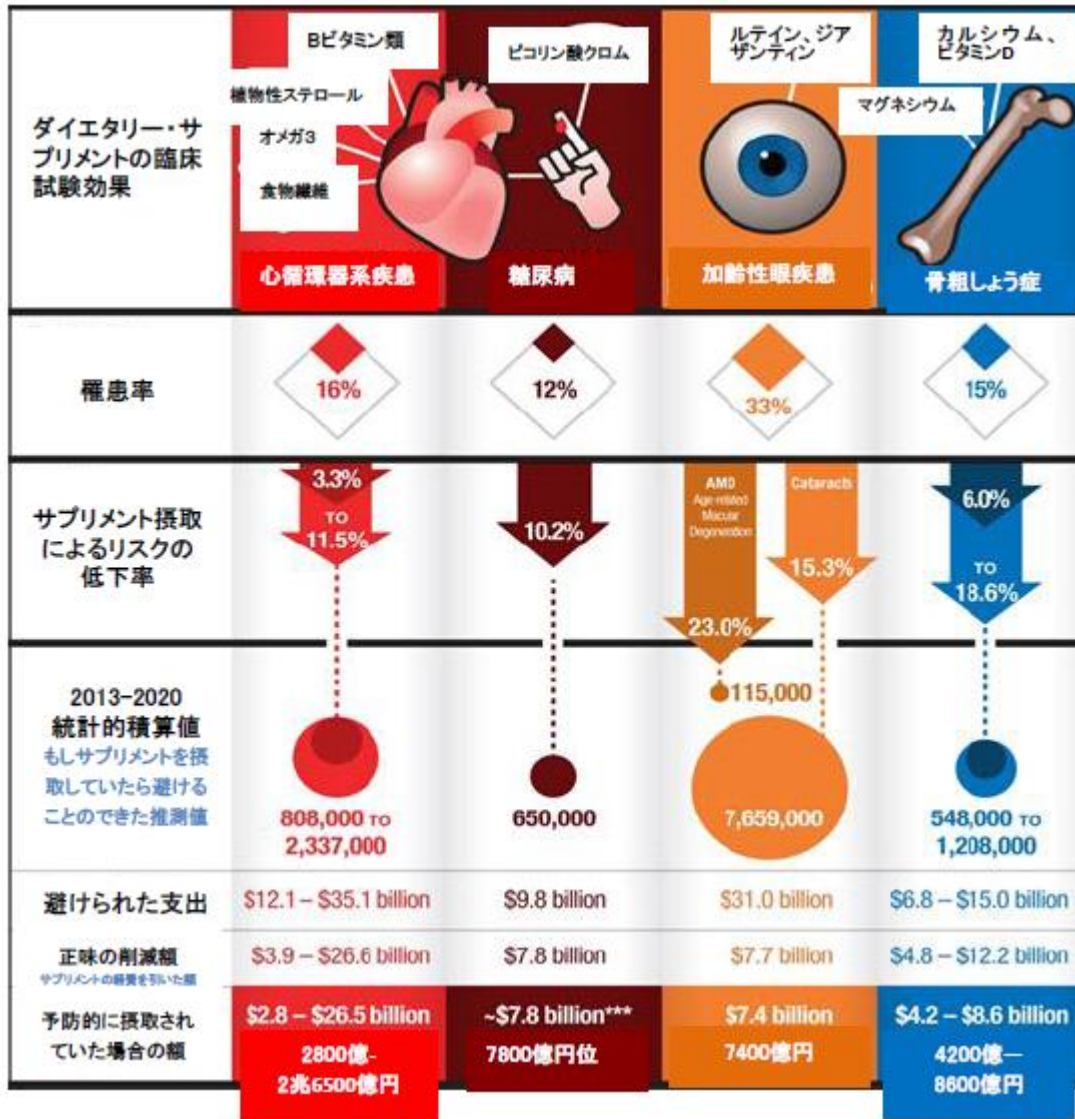 Bビタミン類
植物性ステロール
オメガ3
食物繊維
ピコリン酸クロム
ルテイン、ジア
ザンティン
カルシウム、
ビタミンD
マグネシウム
ダイエタリー・サ
プリメントの臨床
試験効果
心循環器系疾患
糖尿病
加齢性眼疾患
骨粗しょう症
罹患率
16%
12%
33%
15%
サプリメント摂取
によるリスクの
低下率
3.3%
TO
11.5%
10.2%
AMD
Age-related
Macular
Degeneration
23.0%
Cataracts
15.3%
6.0%
TO
18.6%
2013-2020
統計的積算値
もしサプリメントを摂
取していたら避ける
ことのできた推測値
808,000 TO
2,337,000
650,000
115,000
7,659,000
548,000 TO
1,208,000
避けられた支出
$12.1 – $35.1 billion
$9.8 billion
$31.0 billion
$6.8 – $15.0 billion
正味の削減額
サプリメントの経費を引いた額
$3.9 – $26.6 billion
$7.8 billion
$7.7 billion
$4.8 – $12.2 billion
予防的に摂取され
ていた場合の額
$2.8 – $26.5 billion
~$7.8 billion***
$7.4 billion
$4.2 – $8.6 billion
2800億-
2兆6500億円
7800億円位
7400億円
4200億―
8600億円